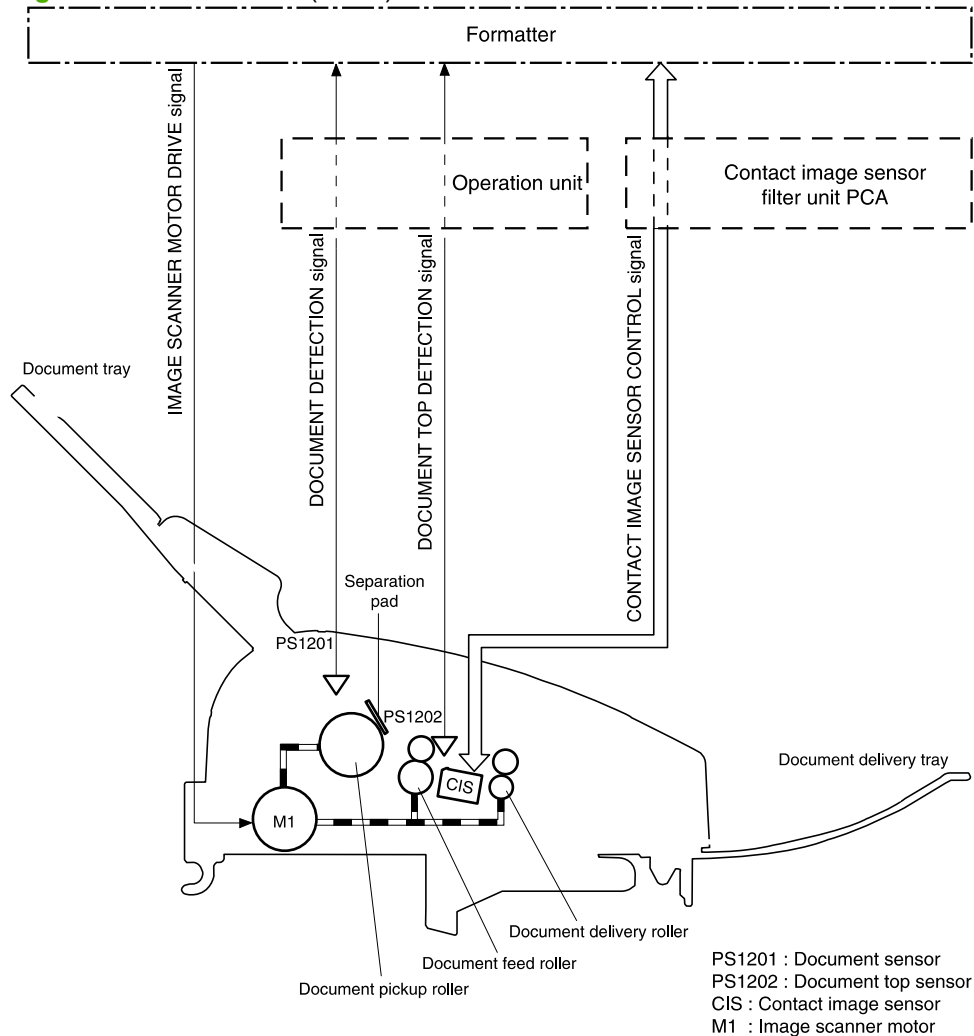 Formatter
IMAGE SCANNER MOTOR DRIVE signal
Operation unit
Contact image sensor
filter unit PCA
DOCUMENT DETECTION signal
DOCUMENT TOP DETECTION signal
CONTACT IMAGE SENSOR CONTROL signal
Document tray
Separation
pad
PS1201
PS1202
CIS
M1
Document delivery tray
Document delivery roller
Document feed roller
Document pickup roller
PS1201 : Document sensor
PS1202 : Document top sensor
CIS : Contact image sensor
M1 : Image scanner motor